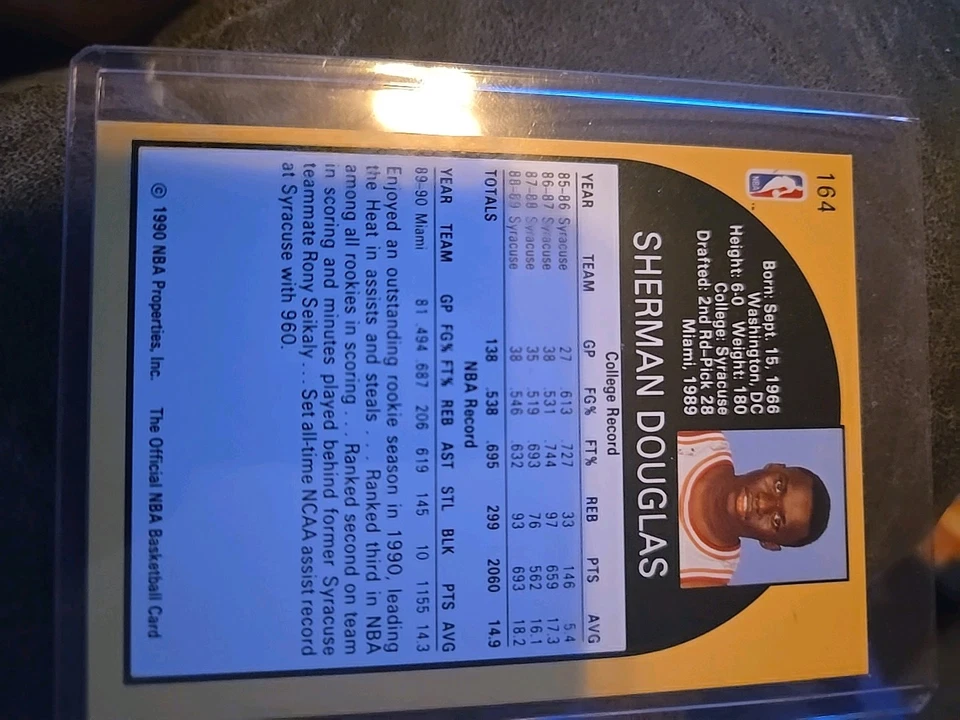 164
NBA
Born: Sept. 15, 1966
Washington, DC
Height: 6-0 Weight: 180
College: Syracuse
Drafted: 2nd Rd-Pick 28
Miami, 1989
SHERMAN DOUGLAS
College Record
YEAR TEAM GP FG% FT% REB PTS AVG
85-86 Syracuse 27 .613 .727 33 146 5.4
86-87 Syracuse 38 .531 .744 97 659 17.3
87-88 Syracuse 35 .519 .693 76 562 16.1
88-89 Syracuse 38 .546 .632 93 693 18.2
TOTALS 138 .538 .695 299 2060 14.9
NBA Record
YEAR TEAM GP FG% FT% REB AST STL BLK PTS AVG
89-90 Miami 81 .494 .687 206 619 145 10 1155 14.3
Enjoyed an outstanding rookie season in 1990, leading
the Heat in assists and steals . . . Ranked third in NBA
among all rookies in scoring . . . Ranked second on team
in scoring and minutes played behind former Syracuse
teammate Rony Seikaly . . . Set all-time NCAA assist record
at Syracuse with 960.
© 1990 NBA Properties, Inc. The Official NBA Basketball Card